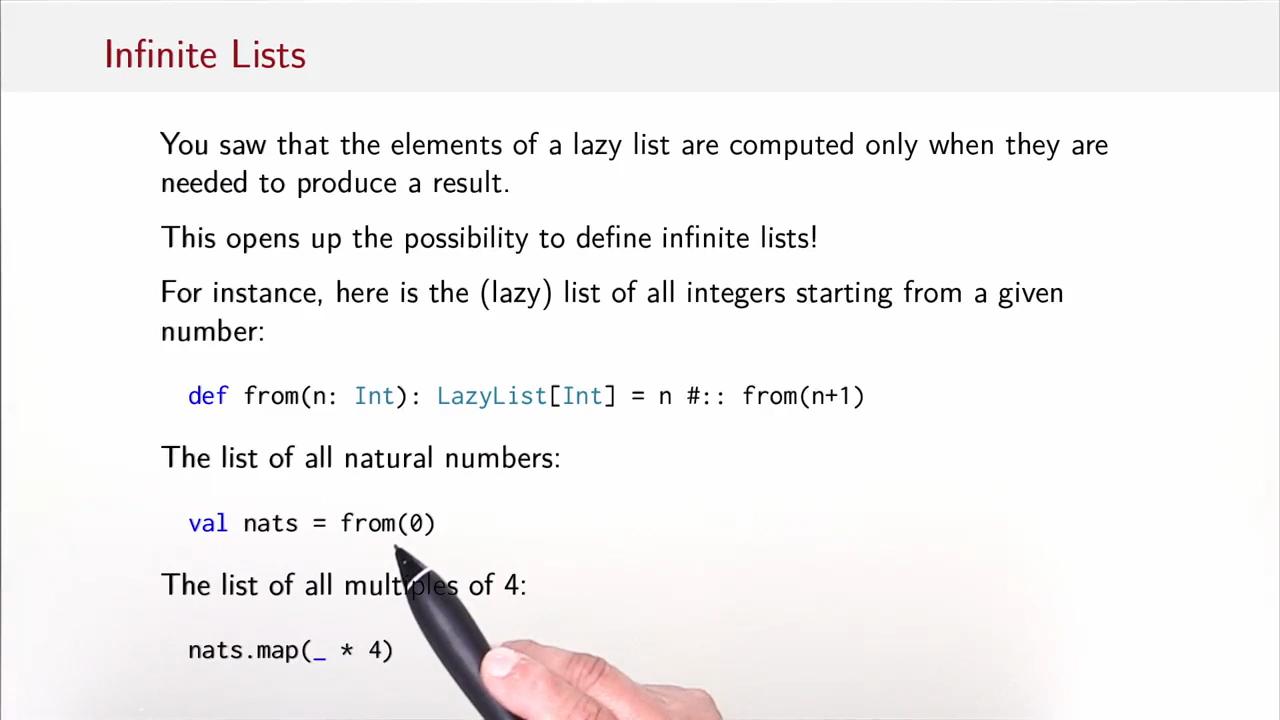 Infinite Lists
You saw that the elements of a lazy list are computed only when they are
needed to produce a result.
This opens up the possibility to define infinite lists!
For instance, here is the (lazy) list of all integers starting from a given
number:
def from(n: Int): LazyList[Int] = n #:: from(n+1)
The list of all natural numbers:
val nats = from(0)
The list of all multiples of 4:
nats.map(_ * 4)